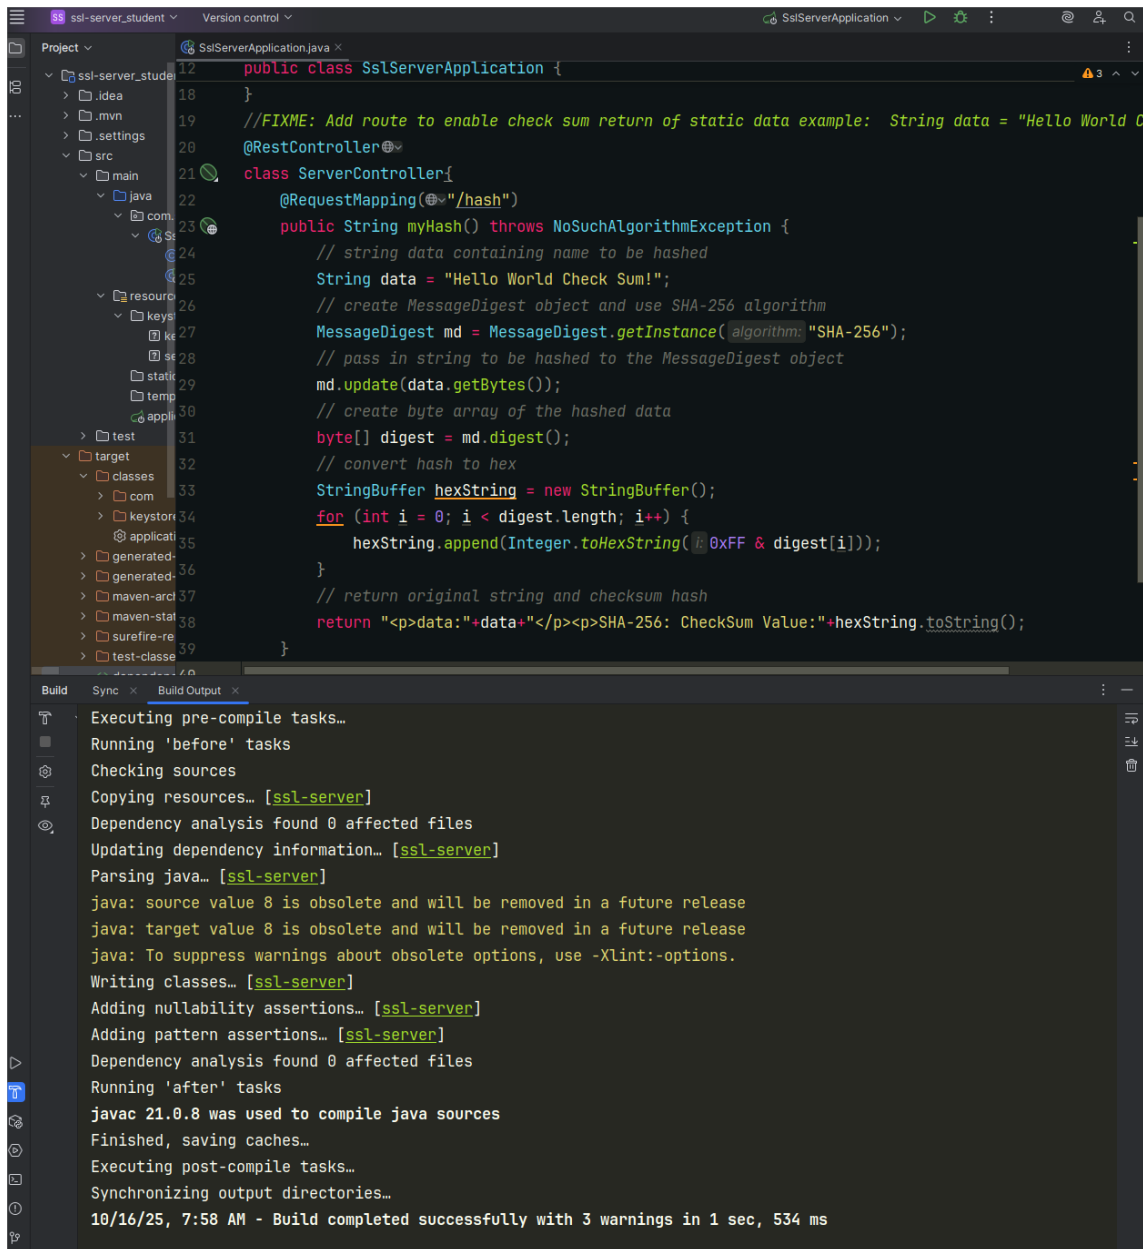 SS ssl-server_student Version control SslServerApplication
Project
SslServerApplication.java
ssl-server_studer
.idea
.mvn
.settings
src
main
java
com.
Ss
resourc
keys
ke
se
static
temp
appli
test
target
classes
com
keystore
applicati
generated-
generated-
maven-arch
maven-stat
surefire-re
test-classe
12 public class SslServerApplication {
3
18 }
19 //FIXME: Add route to enable check sum return of static data example:  String data = "Hello World C
20 @RestController
21 class ServerController{
22 @RequestMapping("/hash")
23 public String myHash() throws NoSuchAlgorithmException {
24 // string data containing name to be hashed
25 String data = "Hello World Check Sum!";
26 // create MessageDigest object and use SHA-256 algorithm
27 MessageDigest md = MessageDigest.getInstance( algorithm: "SHA-256");
28 // pass in string to be hashed to the MessageDigest object
29 md.update(data.getBytes());
30 // create byte array of the hashed data
31 byte[] digest = md.digest();
32 // convert hash to hex
33 StringBuffer hexString = new StringBuffer();
34 for (int i = 0; i < digest.length; i++) {
35 hexString.append(Integer.toHexString( i: 0xFF & digest[i]));
36 }
37 // return original string and checksum hash
38 return "<p>data:"+data+"</p><p>SHA-256: CheckSum Value:"+hexString.toString();
39 }
Build Sync Build Output
Executing pre-compile tasks…
Running 'before' tasks
Checking sources
Copying resources… [ssl-server]
Dependency analysis found 0 affected files
Updating dependency information… [ssl-server]
Parsing java… [ssl-server]
java: source value 8 is obsolete and will be removed in a future release
java: target value 8 is obsolete and will be removed in a future release
java: To suppress warnings about obsolete options, use -Xlint:-options.
Writing classes… [ssl-server]
Adding nullability assertions… [ssl-server]
Adding pattern assertions… [ssl-server]
Dependency analysis found 0 affected files
Running 'after' tasks
javac 21.0.8 was used to compile java sources
Finished, saving caches…
Executing post-compile tasks…
Synchronizing output directories…
10/16/25, 7:58 AM - Build completed successfully with 3 warnings in 1 sec, 534 ms